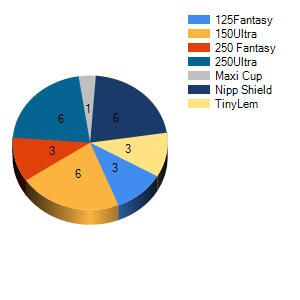 125Fantasy
150Ultra
250 Fantasy
250Ultra
Maxi Cup
Nipp Shield
TinyLem
1
6
6
3
3
6
3